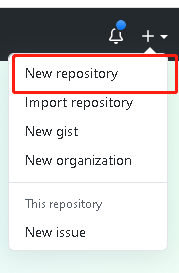 New repository
Import repository
New gist
New organization
This repository
New issue